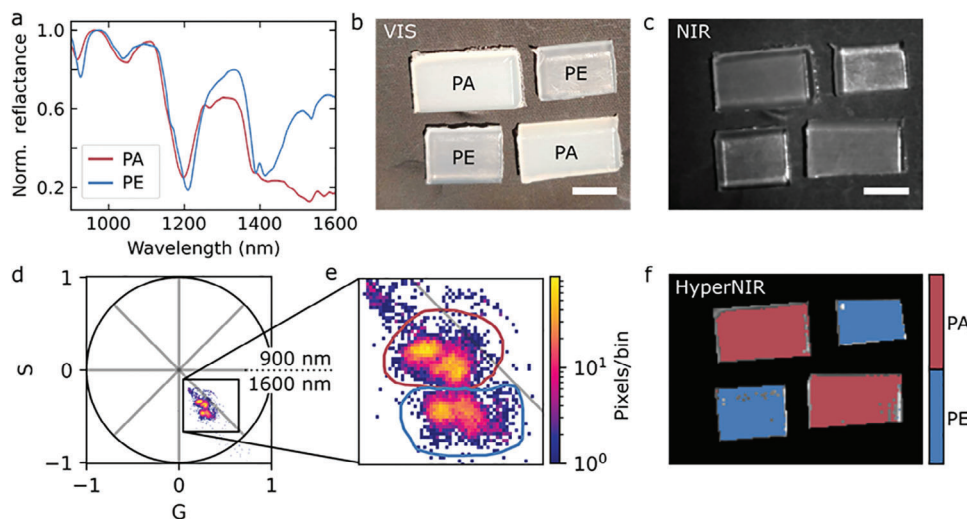 a
1.0
0.6
0.2
Norm. reflectance
PA
PE
1000
1200
1400
1600
Wavelength (nm)
b
VIS
PA
PE
PE
PA
c
NIR
d
1
S
0
-1
-1
0
1
G
900 nm
1600 nm
e
10¹
10⁰
Pixels/bin
f
HyperNIR
PA
PE